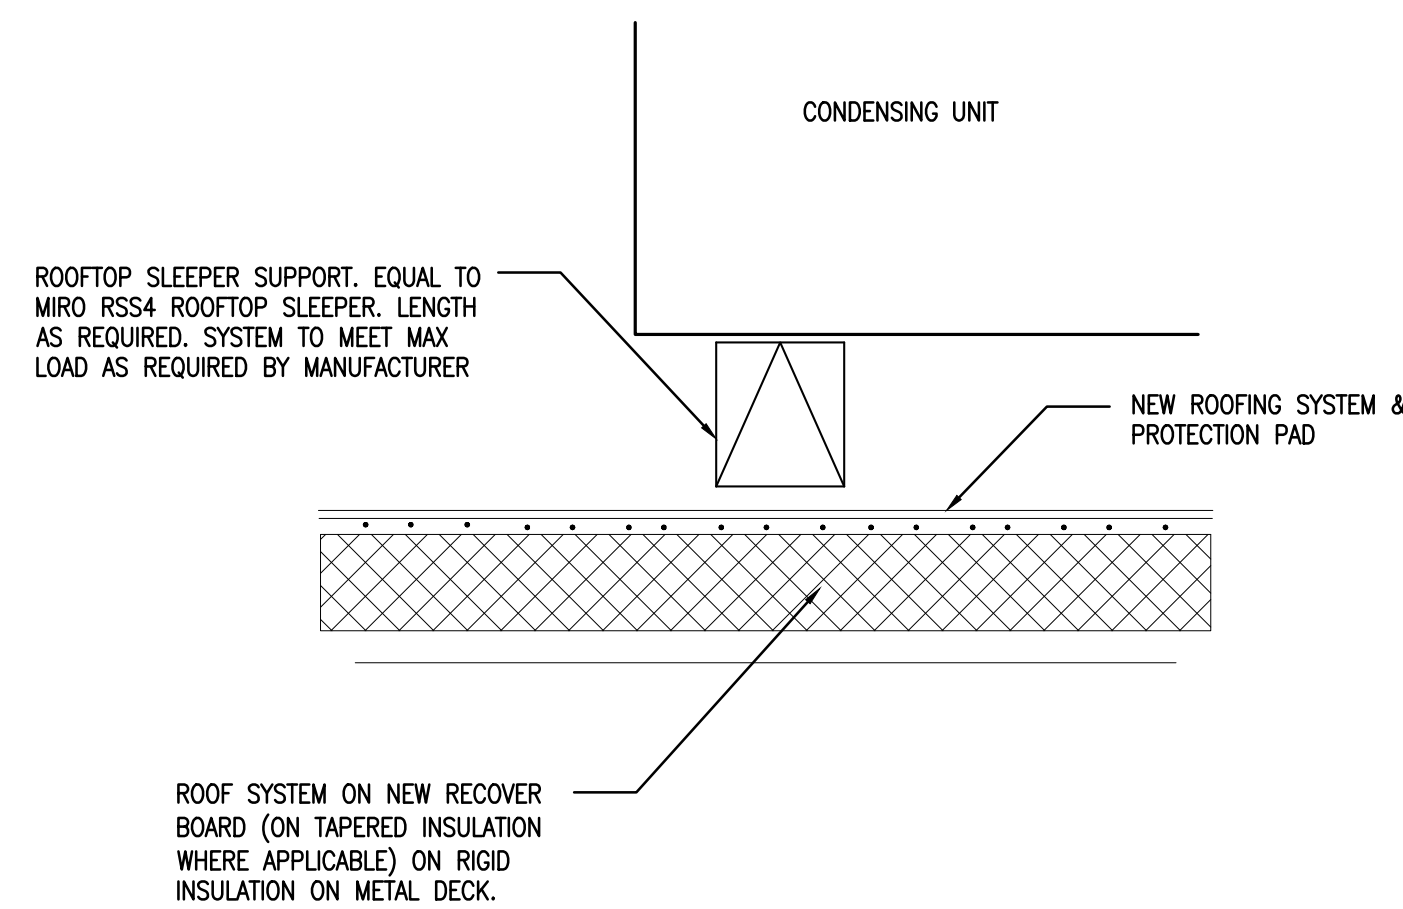 CONDENSING UNIT
ROOFTOP SLEEPER SUPPORT. EQUAL TO
MIRO RSS4 ROOFTOP SLEEPER. LENGTH
AS REQUIRED. SYSTEM TO MEET MAX
LOAD AS REQUIRED BY MANUFACTURER
NEW ROOFING SYSTEM &
PROTECTION PAD
ROOF SYSTEM ON NEW RECOVER
BOARD (ON TAPERED INSULATION
WHERE APPLICABLE) ON RIGID
INSULATION ON METAL DECK.